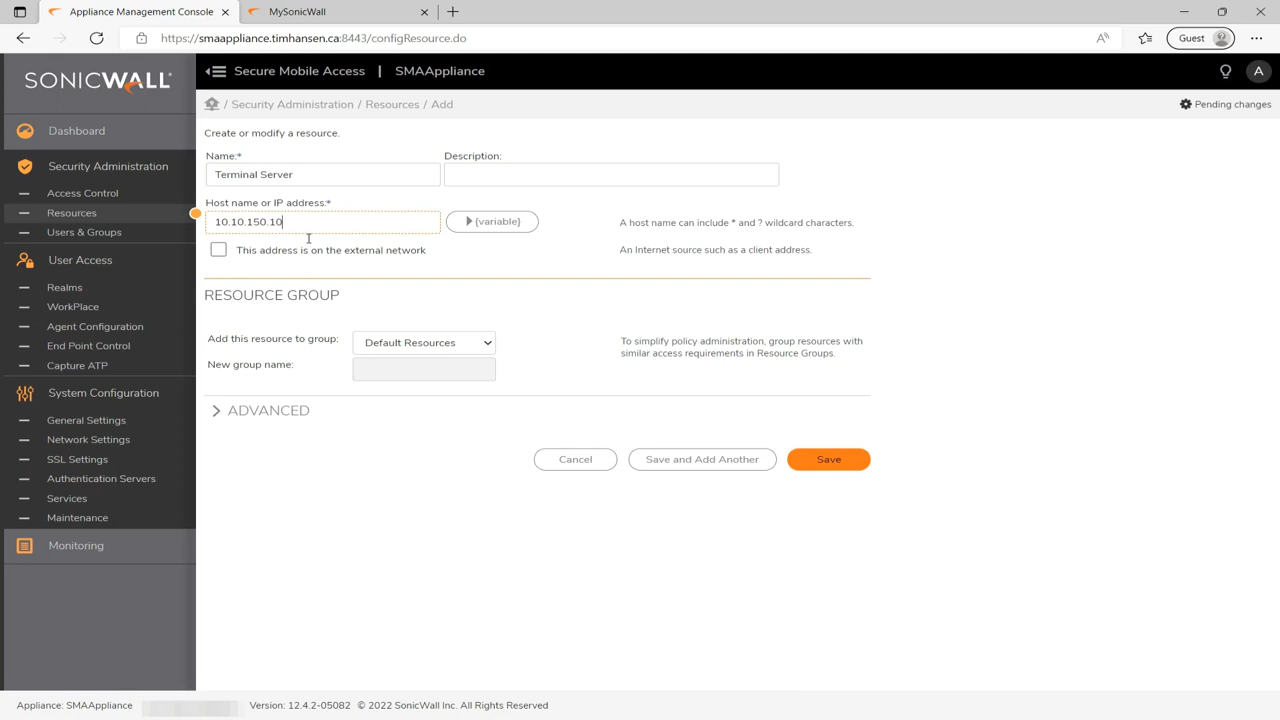 Appliance Management Console
MySonicWall
https://smaappliance.timhansen.ca:8443/configResource.do
Guest
SONICWALL
Secure Mobile Access | SMAAppliance
A
/ Security Administration / Resources / Add
Pending changes
Dashboard
Security Administration
Access Control
Resources
Users & Groups
User Access
Realms
WorkPlace
Agent Configuration
End Point Control
Capture ATP
System Configuration
General Settings
Network Settings
SSL Settings
Authentication Servers
Services
Maintenance
Monitoring
Create or modify a resource.
Name:* Description:
Terminal Server
Host name or IP address:*
10.10.150.10 {variable} A host name can include * and ? wildcard characters.
This address is on the external network An Internet source such as a client address.
RESOURCE GROUP
Add this resource to group: Default Resources
To simplify policy administration, group resources with
similar access requirements in Resource Groups.
New group name:
ADVANCED
Cancel Save and Add Another Save
Appliance: SMAAppliance Version: 12.4.2-05082 © 2022 SonicWall Inc. All Rights Reserved